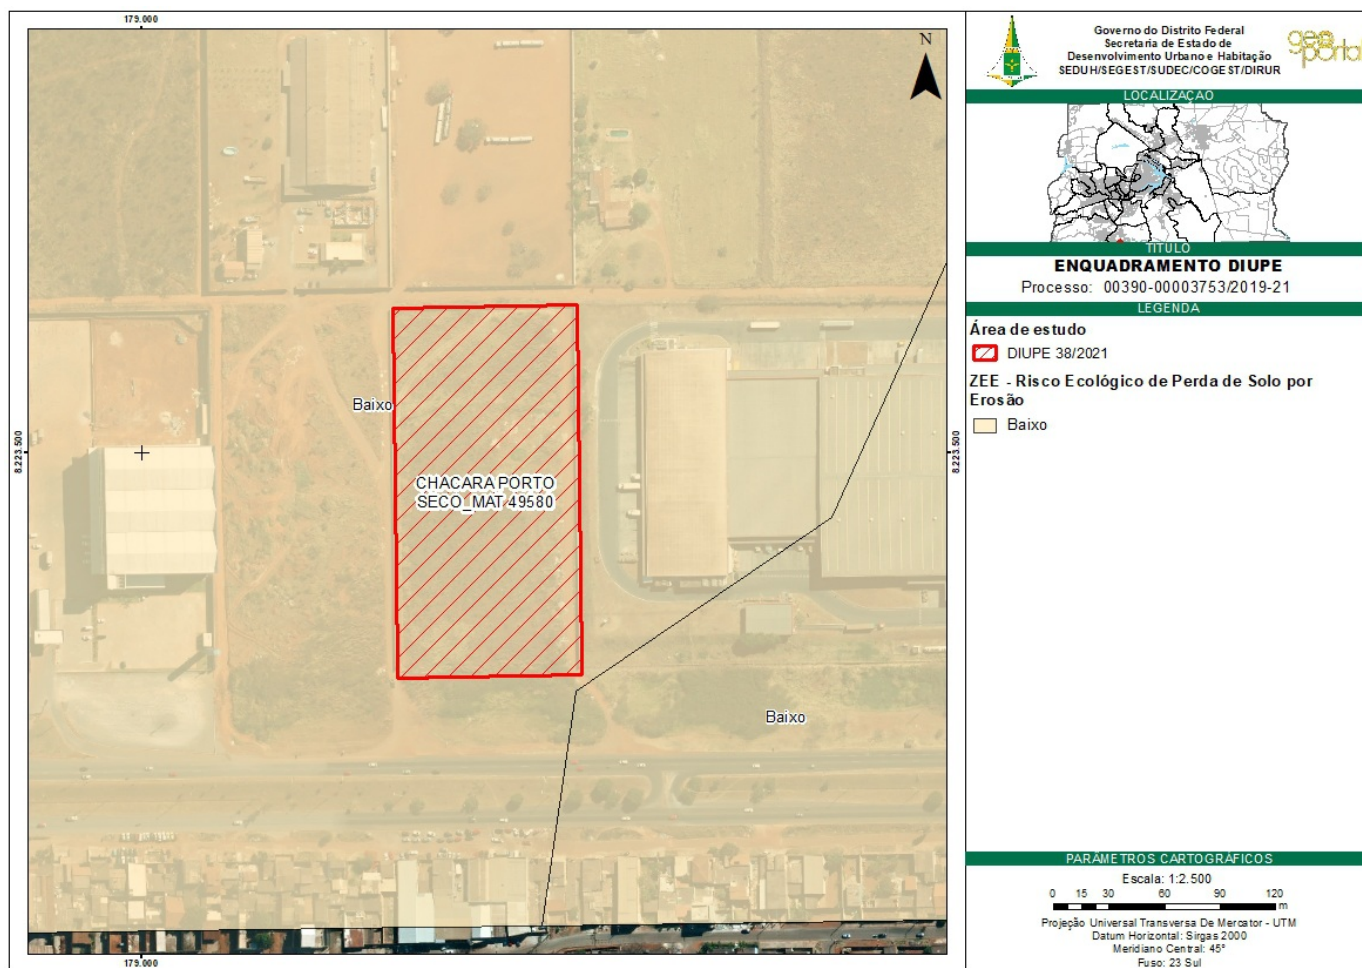 179.000
N
8.223.500
8.223.500
Baixo
CHACARA PORTO
SECO_MAT 49580
Baixo
179.000
Governo do Distrito Federal
Secretaria de Estado de
Desenvolvimento Urbano e Habitação
SEDUH/SEGEST/SUDEC/COGEST/DIRUR
geoportal
LOCALIZAÇAO
TITULO
ENQUADRAMENTO DIUPE
Processo: 00390-00003753/2019-21
LEGENDA
Área de estudo
DIUPE 38/2021
ZEE - Risco Ecológico de Perda de Solo por
Erosão
Baixo
PARÂMETROS CARTOGRÁFICOS
Escala: 1:2.500
0 15 30 60 90 120
m
Projeção Universal Transversa De Mercator - UTM
Datum Horizontal: Sirgas 2000
Meridiano Central: 45°
Fuso: 23 Sul